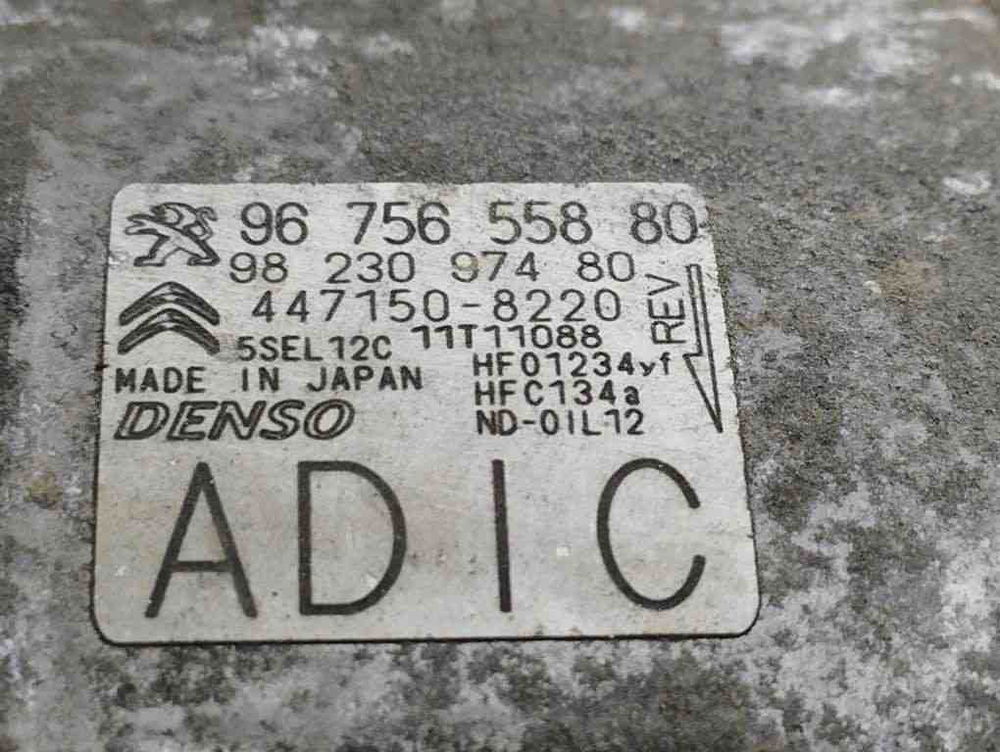 96 756 558 80
98 230 974 80
447150-8220
REV
5SEL12C 11T11088
HFO1234yf
MADE IN JAPAN
HFC134a
DENSO
ND-OIL12
ADIC